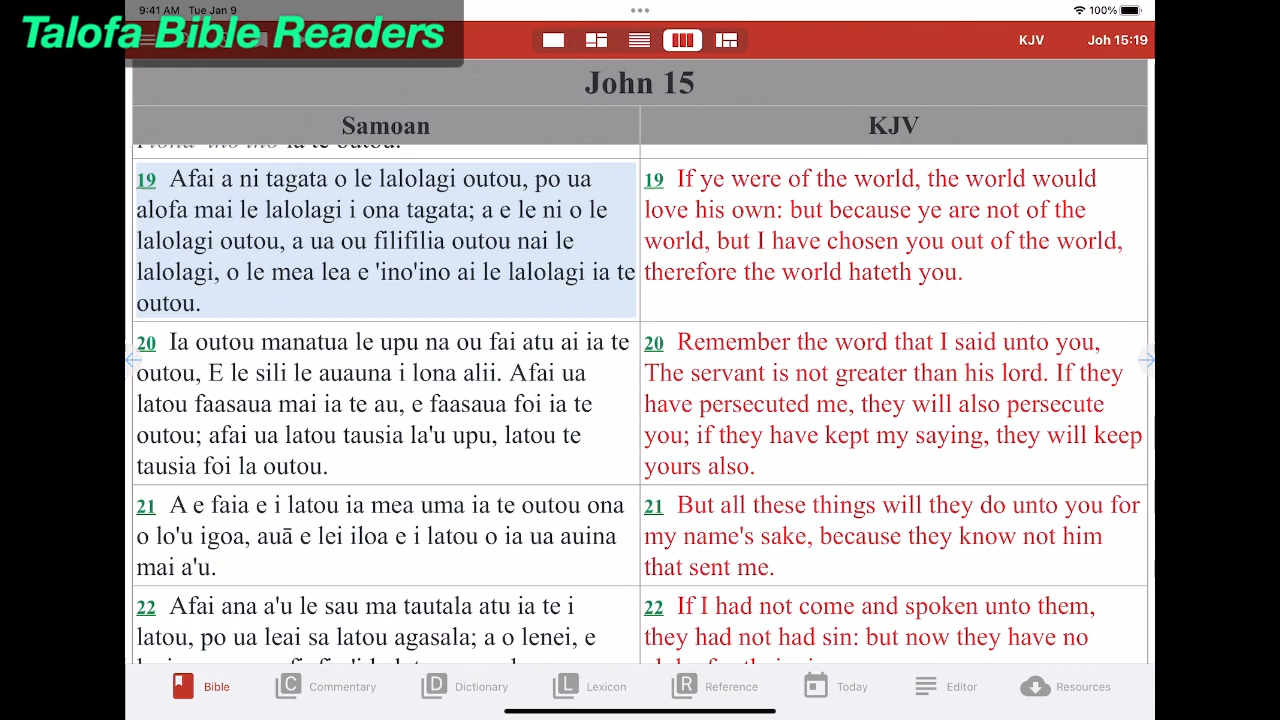 9:41 AM Tue Jan 9
100%
Talofa Bible Readers
KJV
Joh 15:19
John 15
Samoan
KJV
19 Afai a ni tagata o le lalolagi outou, po ua
alofa mai le lalolagi i ona tagata; a e le ni o le
lalolagi outou, a ua ou filifilia outou nai le
lalolagi, o le mea lea e 'ino'ino ai le lalolagi ia te
outou.
19 If ye were of the world, the world would
love his own: but because ye are not of the
world, but I have chosen you out of the world,
therefore the world hateth you.
20 Ia outou manatua le upu na ou fai atu ai ia te
outou, E le sili le auauna i lona alii. Afai ua
latou faasaua mai ia te au, e faasaua foi ia te
outou; afai ua latou tausia la'u upu, latou te
tausia foi la outou.
20 Remember the word that I said unto you,
The servant is not greater than his lord. If they
have persecuted me, they will also persecute
you; if they have kept my saying, they will keep
yours also.
21 A e faia e i latou ia mea uma ia te outou ona
o lo'u igoa, auā e lei iloa e i latou o ia ua auina
mai a'u.
21 But all these things will they do unto you for
my name's sake, because they know not him
that sent me.
22 Afai ana a'u le sau ma tautala atu ia te i
latou, po ua leai sa latou agasala; a o lenei, e
22 If I had not come and spoken unto them,
they had not had sin: but now they have no
Bible
Commentary
Dictionary
Lexicon
Reference
Today
Editor
Resources